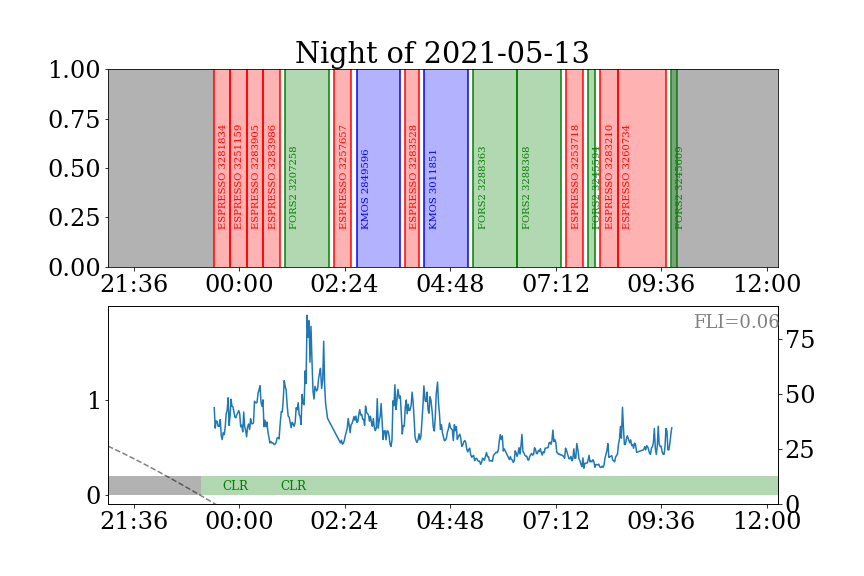 Night of 2021-05-13
1.00
0.75
0.50
0.25
0.00
ESPRESSO 3281834
ESPRESSO 3251159
ESPRESSO 3283905
ESPRESSO 3283986
FORS2 3207258
ESPRESSO 3257657
KMOS 2849596
ESPRESSO 3283528
KMOS 3011851
FORS2 3288363
FORS2 3288368
ESPRESSO 3253718
FORS2 3245594
ESPRESSO 3283210
ESPRESSO 3260734
FORS2 3245609
21:36 00:00 02:24 04:48 07:12 09:36 12:00
FLI=0.06
1
0
75
50
25
0
CLR CLR
21:36 00:00 02:24 04:48 07:12 09:36 12:00